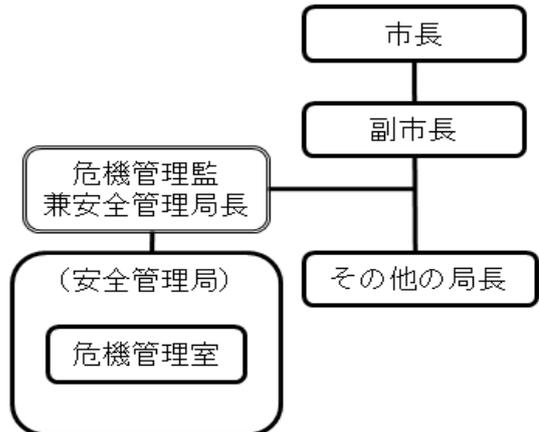 市長
副市長
危機管理監
兼安全管理局長
その他の局長
（安全管理局）
危機管理室